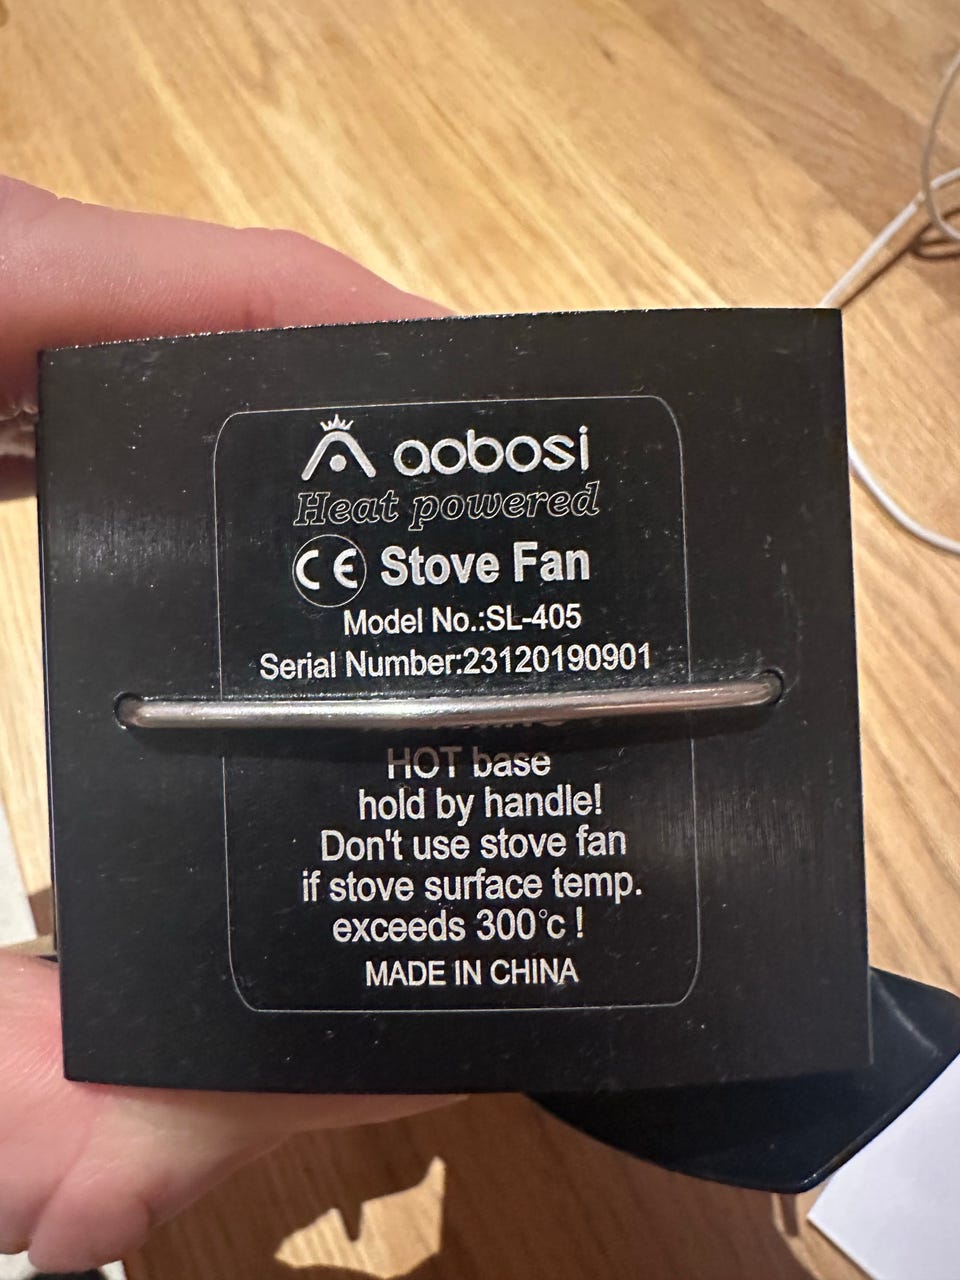 aobosi
Heat powered
CE Stove Fan
Model No.:SL-405
Serial Number:23120190901
HOT base
hold by handle!
Don't use stove fan
if stove surface temp.
exceeds 300°c !
MADE IN CHINA